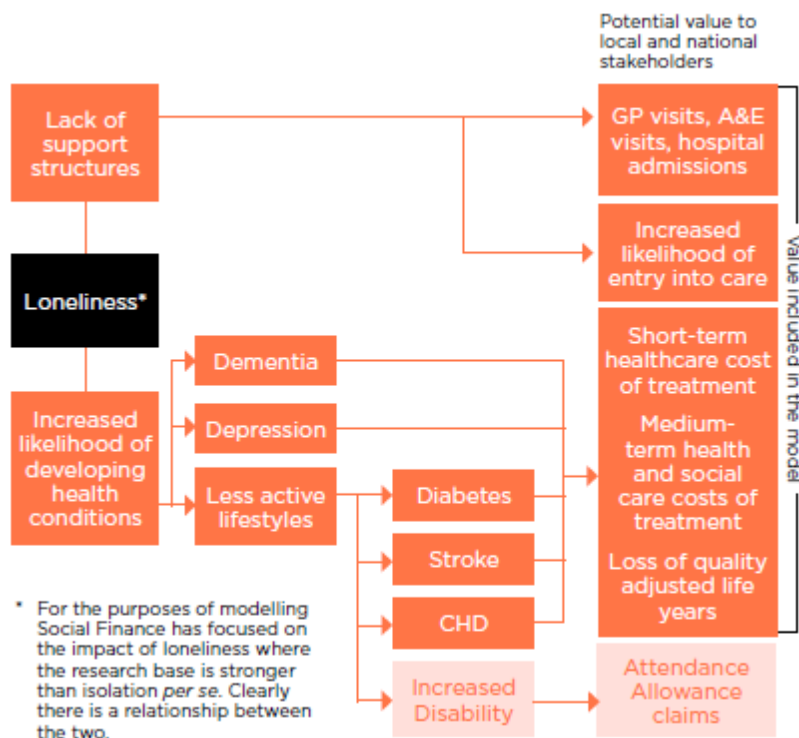 Potential value to
local and national
stakeholders
Lack of
support
structures
GP visits, A&E
visits, hospital
admissions
Increased
likelihood of
entry into care
Loneliness*
Value included in the model
Short-term
healthcare cost
of treatment
Medium-
term health
and social
care costs of
treatment
Loss of quality
adjusted life
years
Increased
likelihood of
developing
health
conditions
Dementia
Depression
Less active
lifestyles
Diabetes
Stroke
CHD
Increased
Disability
Attendance
Allowance
claims
* For the purposes of modelling
Social Finance has focused on
the impact of loneliness where
the research base is stronger
than isolation per se. Clearly
there is a relationship between
the two.